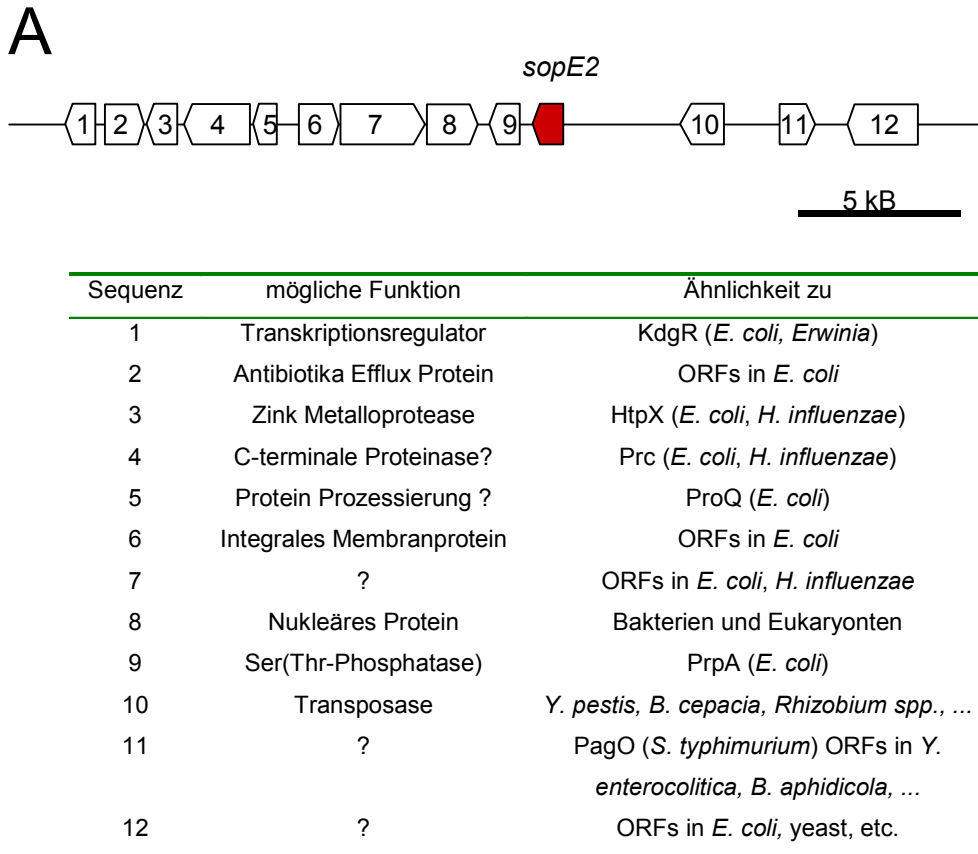 A
sopE2
1 2 3 4 5 6 7 8 9 10 11 12
5 kB
Sequenz mögliche Funktion Ähnlichkeit zu
1 Transkriptionsregulator KdgR (E. coli, Erwinia)
2 Antibiotika Efflux Protein ORFs in E. coli
3 Zink Metalloprotease HtpX (E. coli, H. influenzae)
4 C-terminale Proteinase? Prc (E. coli, H. influenzae)
5 Protein Prozessierung ? ProQ (E. coli)
6 Integrales Membranprotein ORFs in E. coli
7 ? ORFs in E. coli, H. influenzae
8 Nukleäres Protein Bakterien und Eukaryonten
9 Ser(Thr-Phosphatase) PrpA (E. coli)
10 Transposase Y. pestis, B. cepacia, Rhizobium spp., ...
11 ? PagO (S. typhimurium) ORFs in Y.
enterocolitica, B. aphidicola, ...
12 ? ORFs in E. coli, yeast, etc.